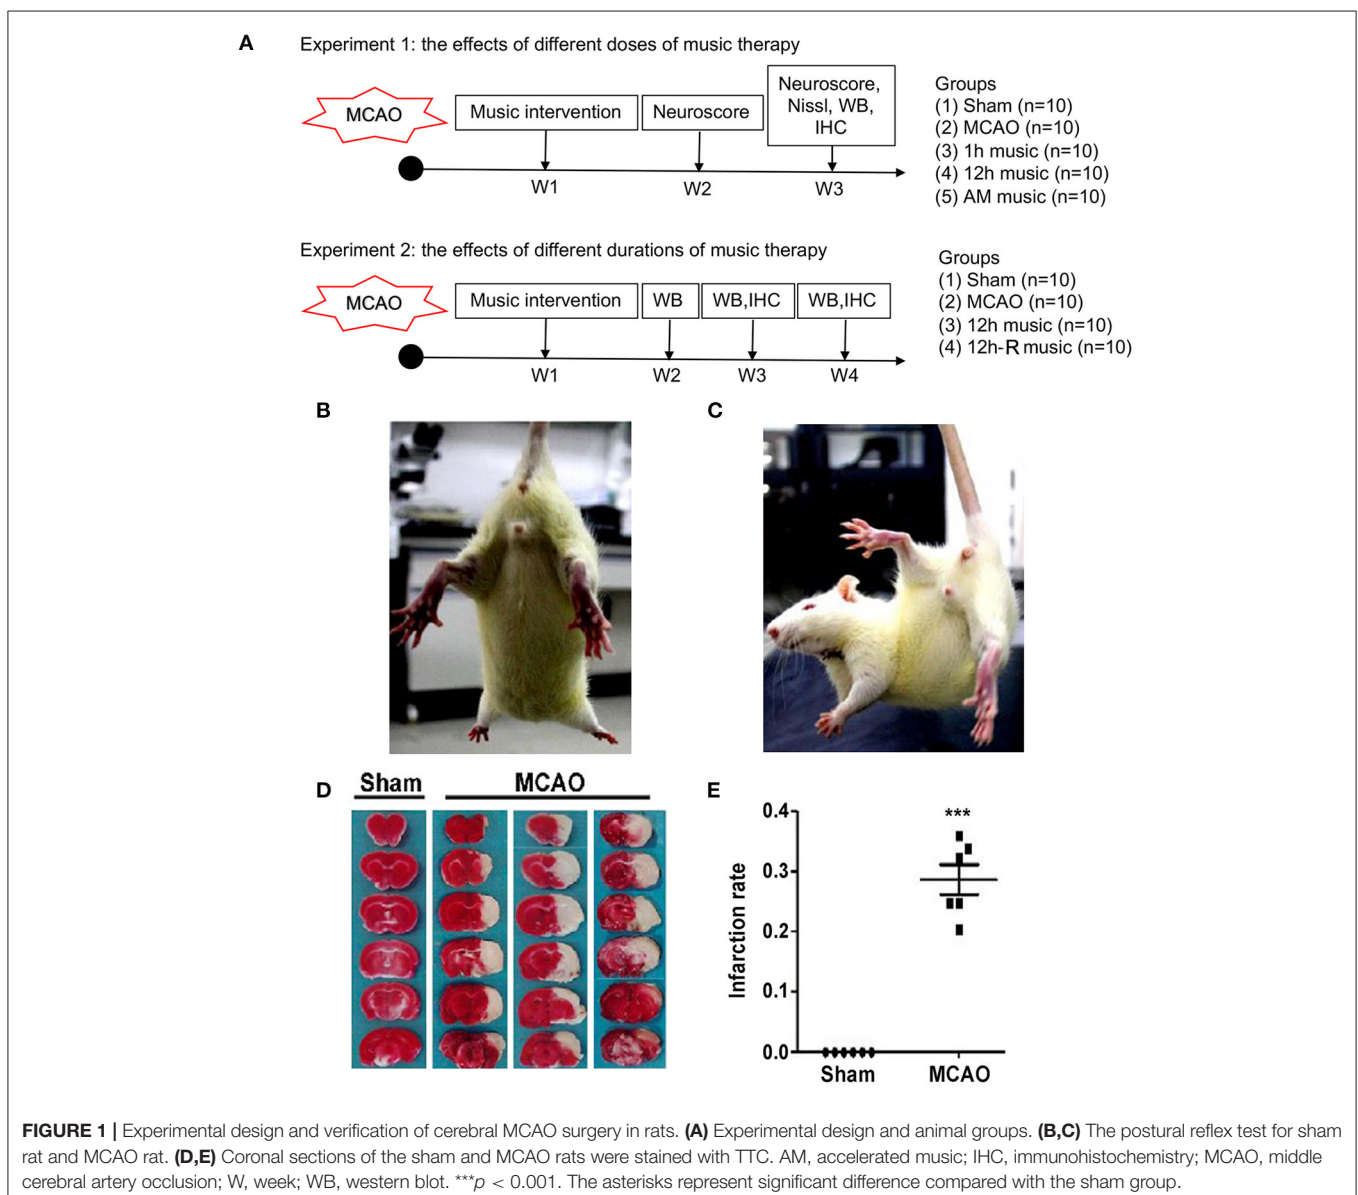 A
Experiment 1: the effects of different doses of music therapy
MCAO
Music intervention
Neuroscore
Neuroscore,
Nissl, WB,
IHC
W1
W2
W3
Groups
(1) Sham (n=10)
(2) MCAO (n=10)
(3) 1h music (n=10)
(4) 12h music (n=10)
(5) AM music (n=10)
Experiment 2: the effects of different durations of music therapy
MCAO
Music intervention
WB
WB,IHC
WB,IHC
W1
W2
W3
W4
Groups
(1) Sham (n=10)
(2) MCAO (n=10)
(3) 12h music (n=10)
(4) 12h-R music (n=10)
B
C
D
Sham
MCAO
E
Infarction rate
0.4
0.3
0.2
0.1
0.0
***
Sham
MCAO
FIGURE 1 | Experimental design and verification of cerebral MCAO surgery in rats. (A) Experimental design and animal groups. (B,C) The postural reflex test for sham
rat and MCAO rat. (D,E) Coronal sections of the sham and MCAO rats were stained with TTC. AM, accelerated music; IHC, immunohistochemistry; MCAO, middle
cerebral artery occlusion; W, week; WB, western blot. ***p < 0.001. The asterisks represent significant difference compared with the sham group.